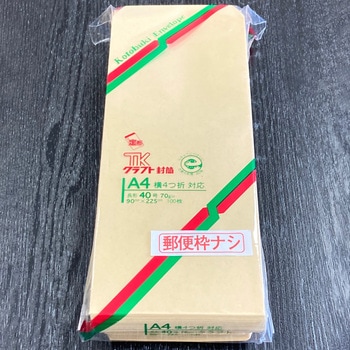 Kotobuki Envelope
TK
クラフト封筒
A4 横4つ折 対応
長形 40号 70g/m²
90mm×225mm 100枚
郵便枠ナシ
A4 横4つ折 対応